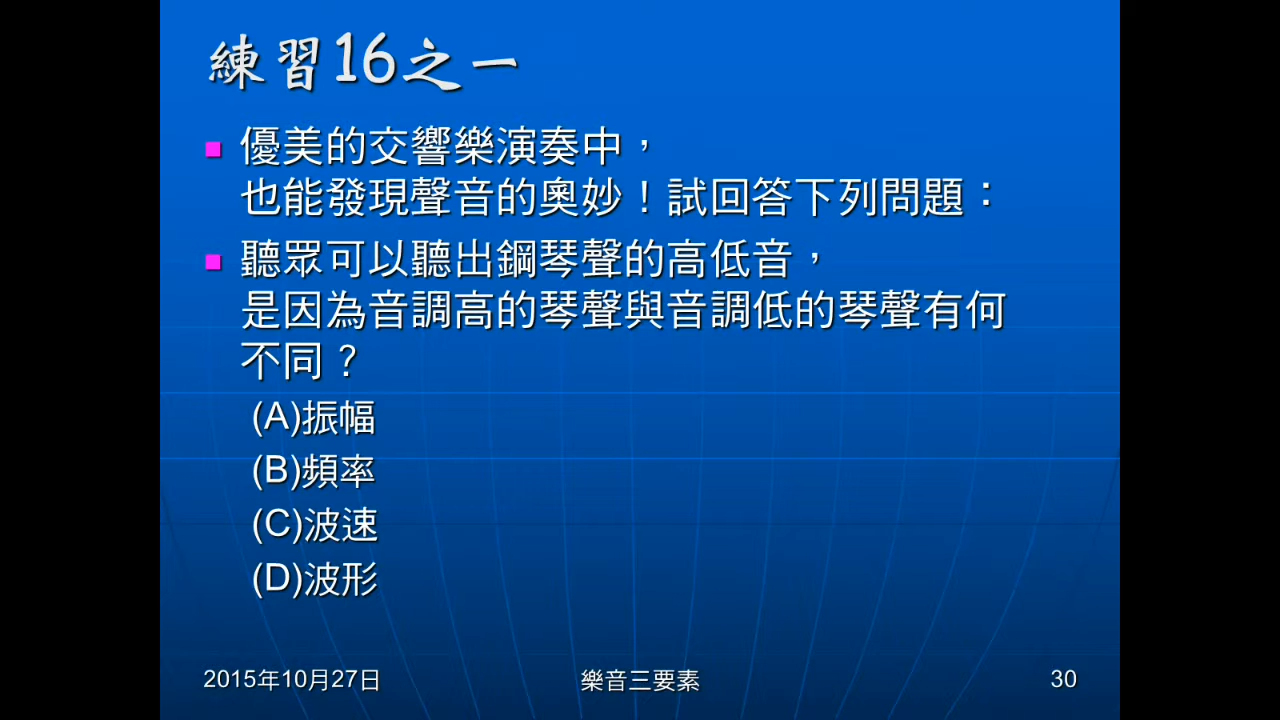 練習16之一
優美的交響樂演奏中，
也能發現聲音的奧妙！試回答下列問題：
聽眾可以聽出鋼琴聲的高低音，
是因為音調高的琴聲與音調低的琴聲有何
不同？
(A)振幅
(B)頻率
(C)波速
(D)波形
2015年10月27日
樂音三要素
30